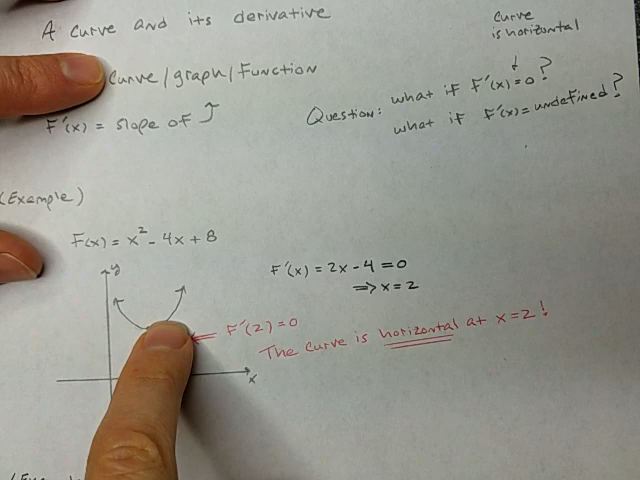 A curve and its derivative
curve
is horizontal
curve/graph/Function
F'(x) = slope of
Question: what if F'(x)=0?
what if F'(x)=undefined?
(Example)
F(x) = x² - 4x + 8
y
F'(x) = 2x - 4 = 0
⇒ x = 2
F'(2) = 0
The curve is horizontal at x=2!
x